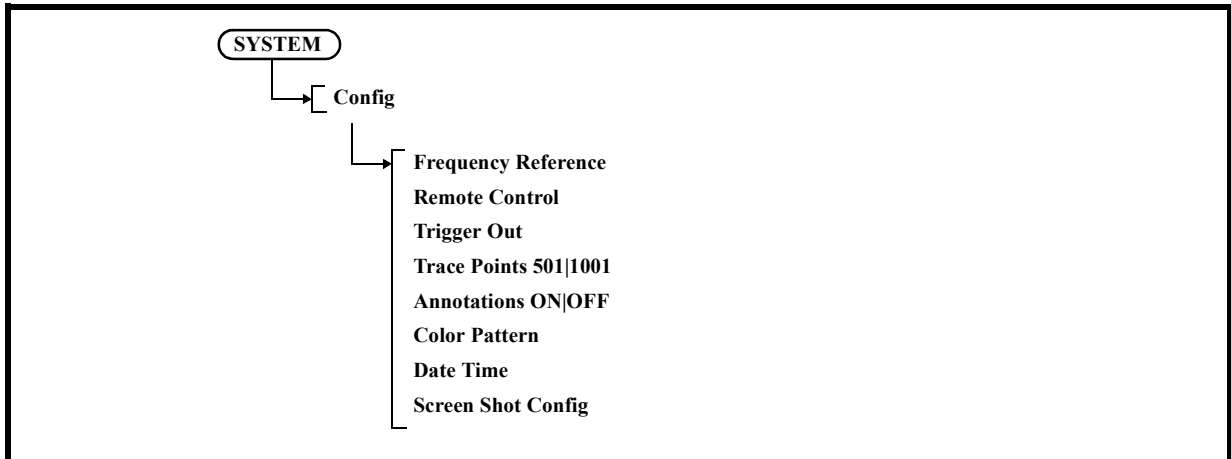 SYSTEM
Config
Frequency Reference
Remote Control
Trigger Out
Trace Points 501|1001
Annotations ON|OFF
Color Pattern
Date Time
Screen Shot Config